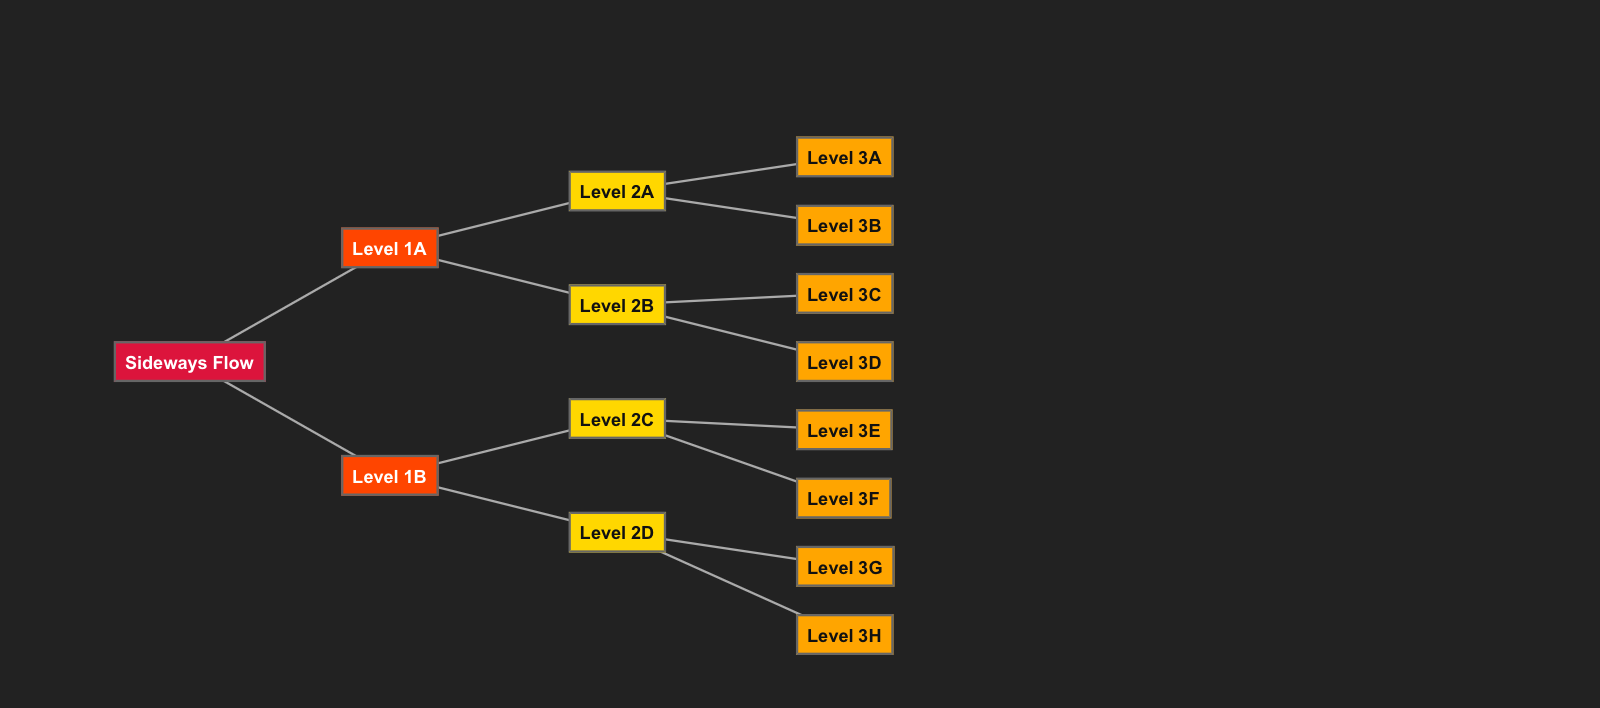 Sideways Flow
Level 1A
Level 1B
Level 2A
Level 2B
Level 2C
Level 2D
Level 3A
Level 3B
Level 3C
Level 3D
Level 3E
Level 3F
Level 3G
Level 3H